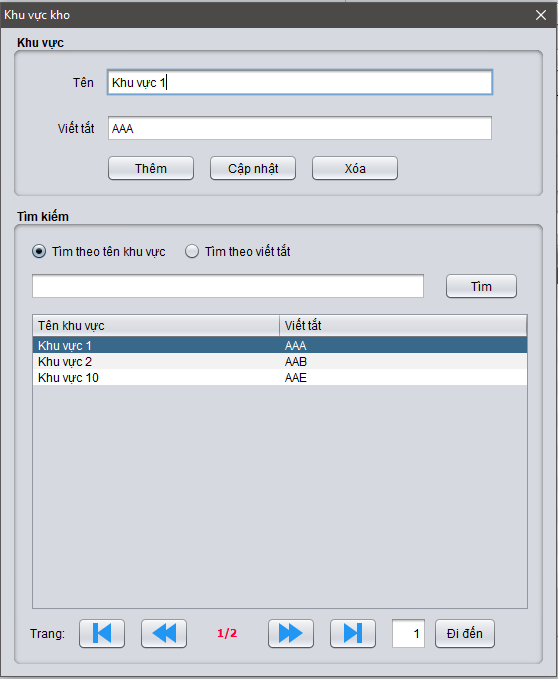 Khu vực kho
Khu vực
Tên Khu vực 1
Viết tắt AAA
Thêm Cập nhật Xóa
Tìm kiếm
Tìm theo tên khu vực Tìm theo viết tắt
Tìm
Tên khu vực Viết tắt
Khu vực 1 AAA
Khu vực 2 AAB
Khu vực 10 AAE
Trang: 1/2 1 Đi đến